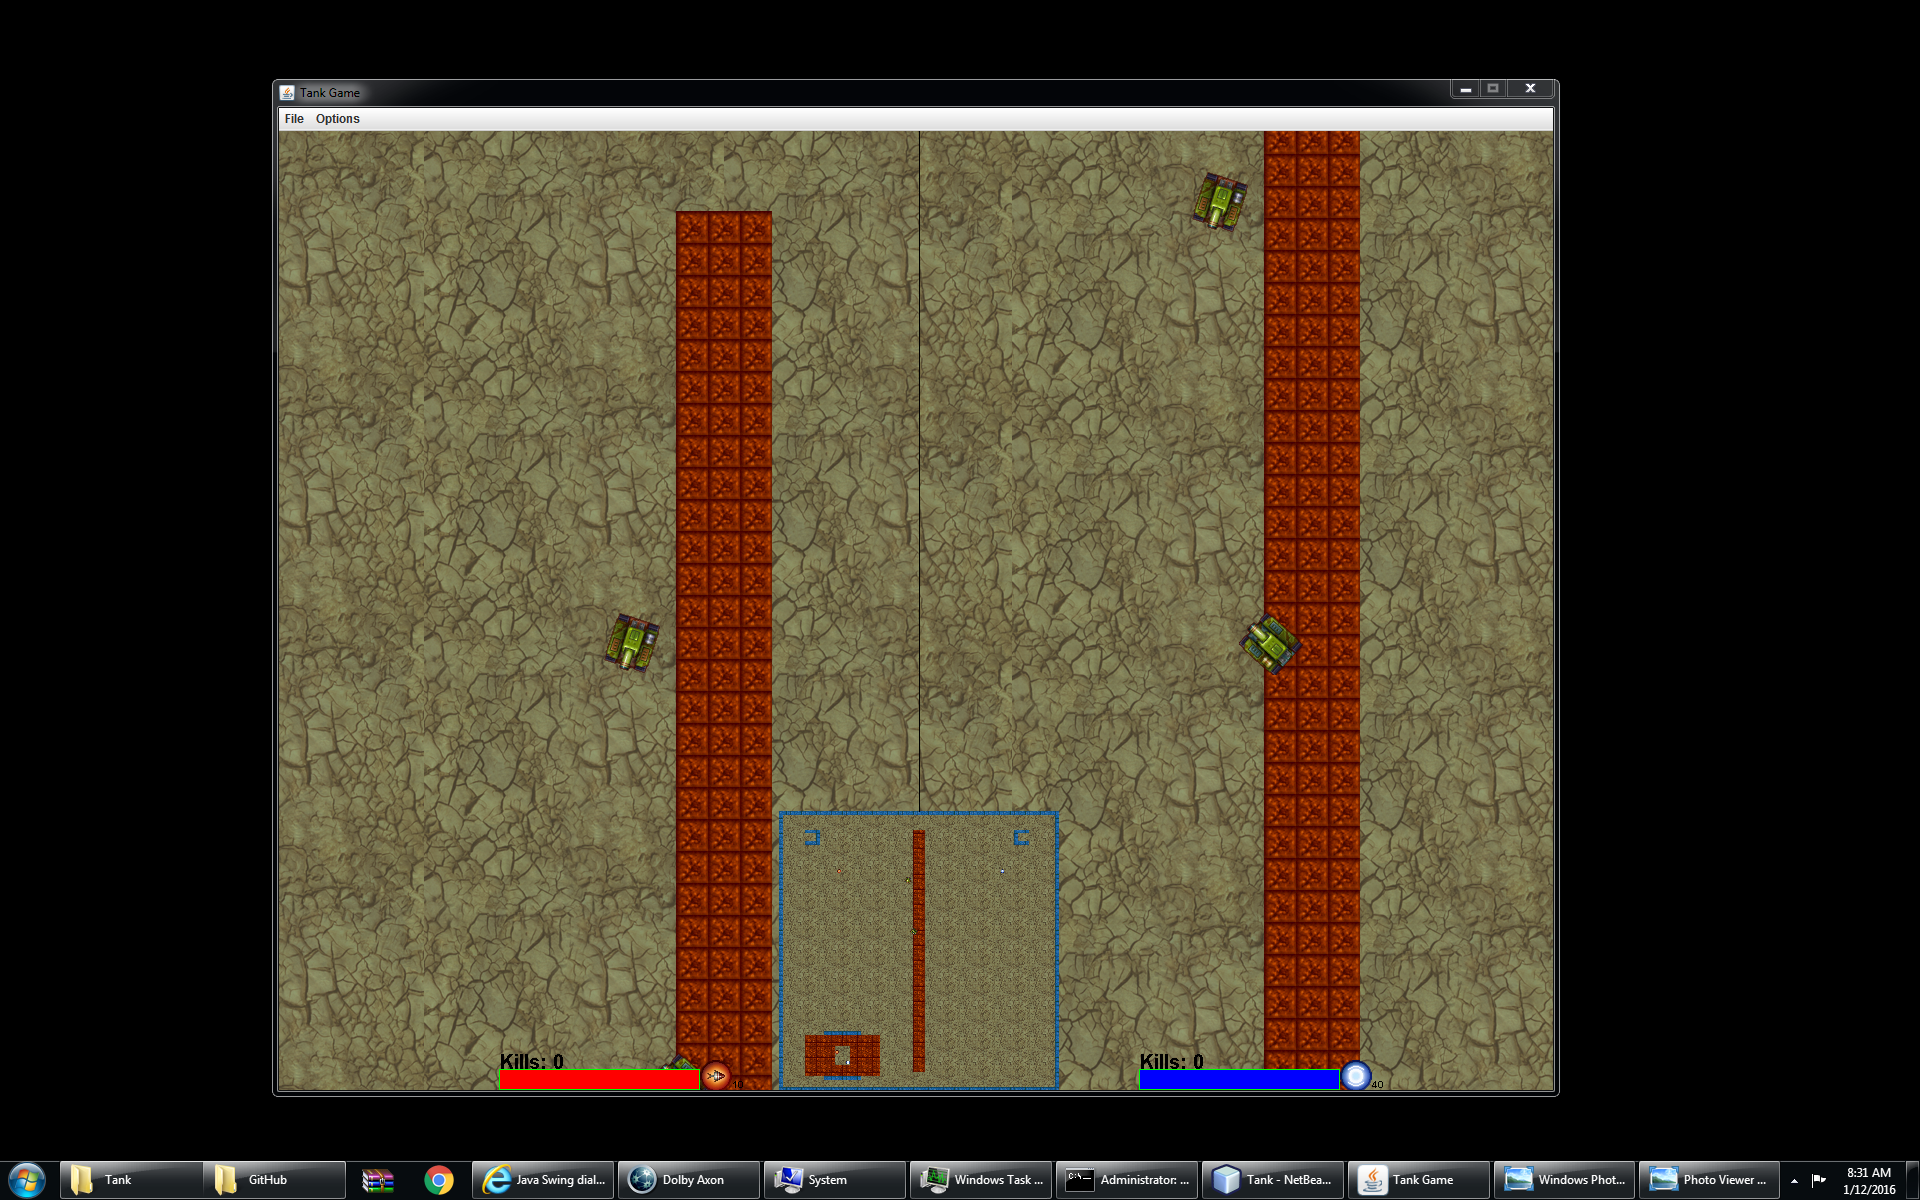 Tank Game
File Options
Kills: 0
10
Kills: 0
40
Tank
GitHub
Java Swing dial...
Dolby Axon
System
Windows Task ...
Administrator: ...
Tank - NetBea...
Tank Game
Windows Phot...
Photo Viewer ...
8:31 AM
1/12/2016